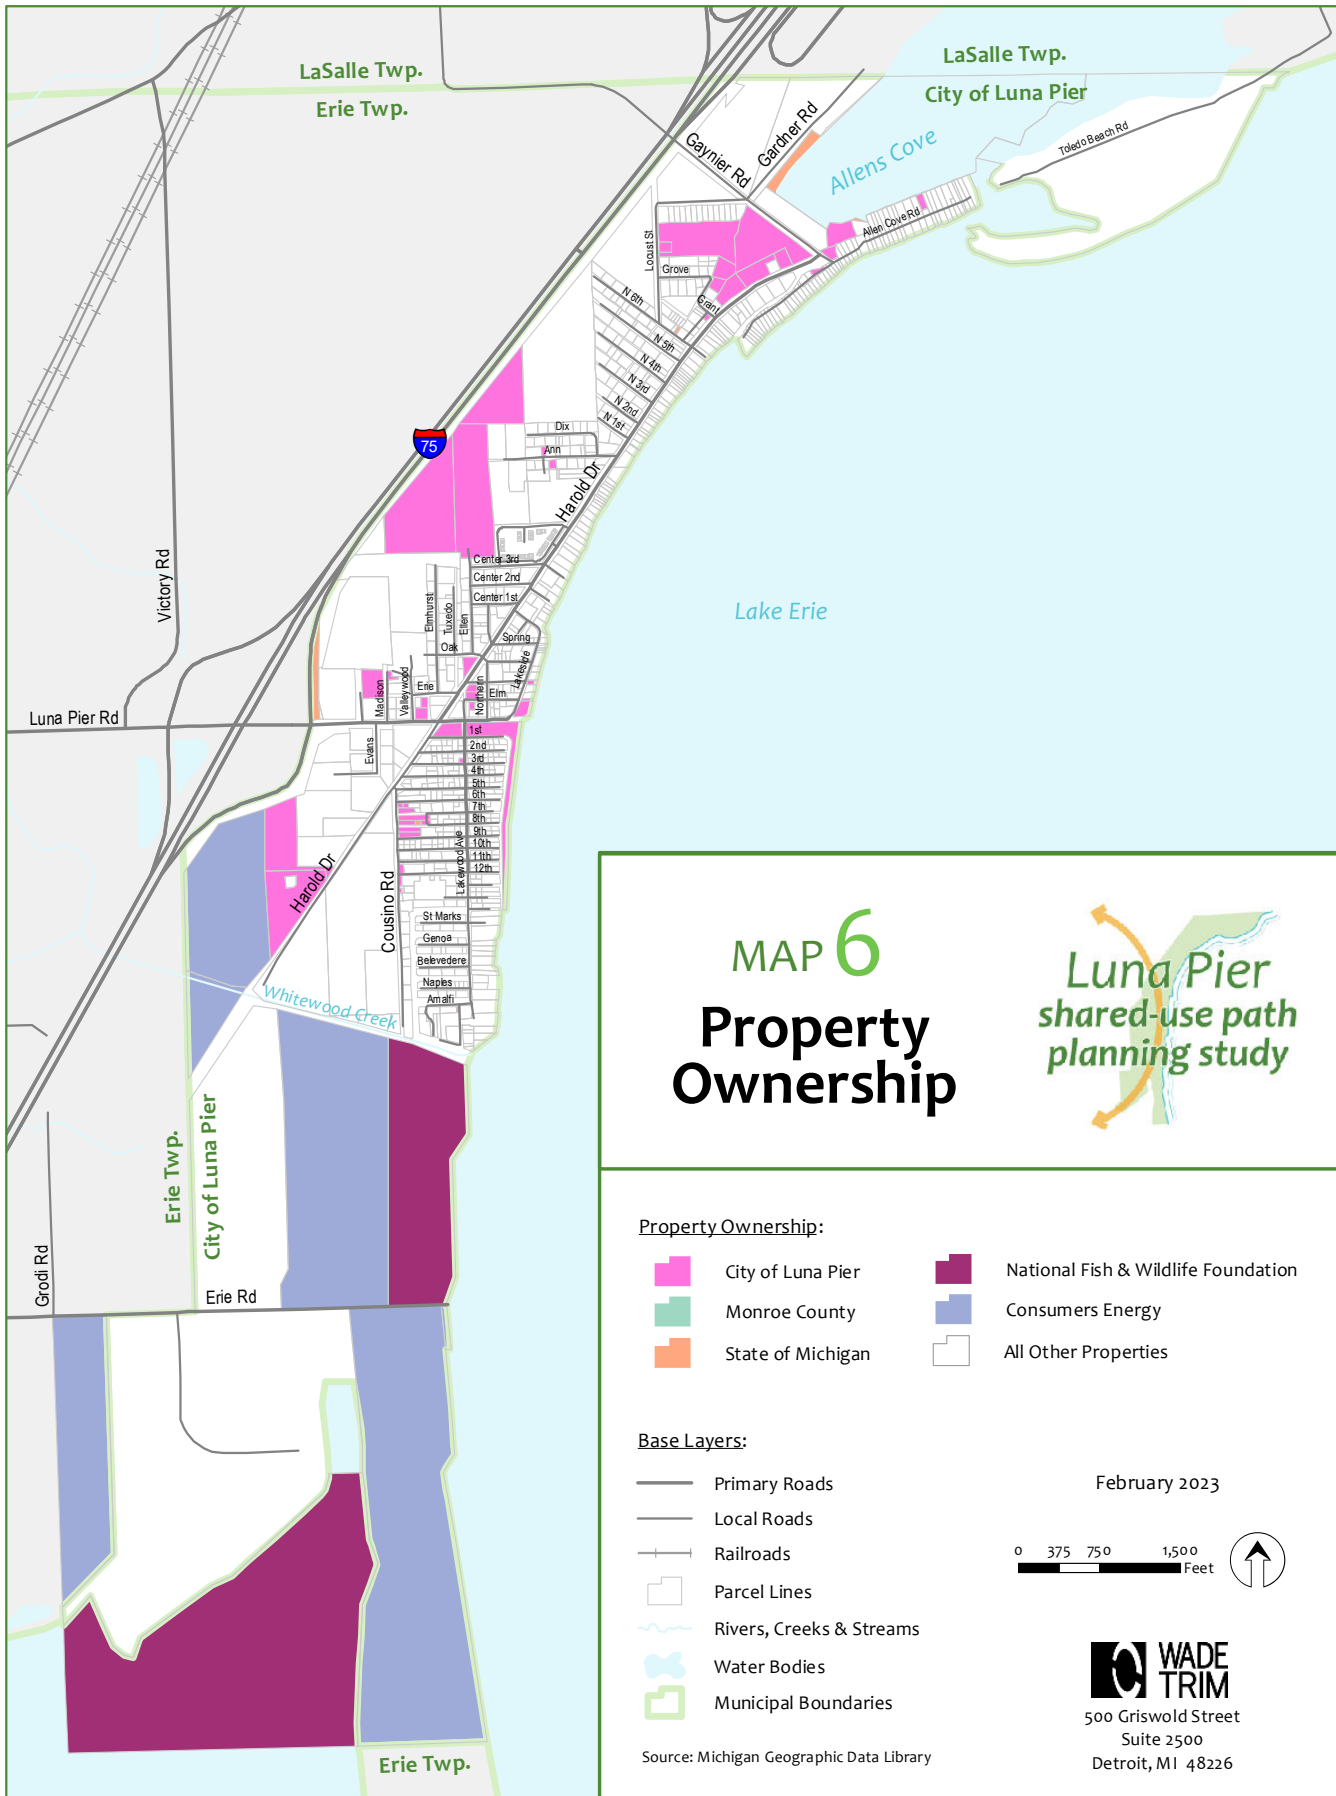 LaSalle Twp.
Erie Twp.
LaSalle Twp.
City of Luna Pier
Gaynier Rd
Gardner Rd
Allens Cove
Toledo Beach Rd
Allen Cove Rd
Locust St
Grove
Grant
N 6th
N 5th
N 4th
N 3rd
N 2nd
N 1st
75
Dix
Ann
Harold Dr
Victory Rd
Center 3rd
Center 2nd
Center 1st
Elmhurst
Tuxedo
Ellen
Oak
Spring
Lakeside
Lake Erie
Madison
Valleywood
Erie
Northern
Elm
Luna Pier Rd
Evans
1st
2nd
3rd
4th
5th
6th
7th
8th
9th
10th
11th
12th
Lakewood Ave
Harold Dr
Cousino Rd
St Marks
Genoa
Belevedere
Naples
Amalfi
Whitewood Creek
Erie Twp.
City of Luna Pier
Grodi Rd
Erie Rd
Erie Twp.
MAP 6
Property
Ownership
Luna Pier
shared-use path
planning study
Property Ownership:
City of Luna Pier
Monroe County
State of Michigan
National Fish & Wildlife Foundation
Consumers Energy
All Other Properties
Base Layers:
Primary Roads
Local Roads
Railroads
Parcel Lines
Rivers, Creeks & Streams
Water Bodies
Municipal Boundaries
Source: Michigan Geographic Data Library
February 2023
0 375 750 1,500
Feet
WADE
TRIM
500 Griswold Street
Suite 2500
Detroit, MI 48226